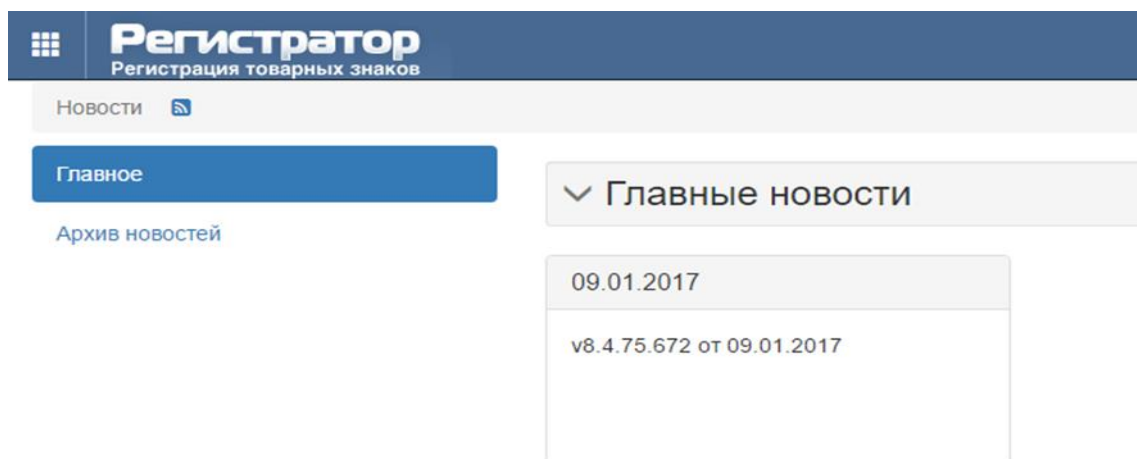 Регистратор
Регистрация товарных знаков
Новости
Главное
Архив новостей
Главные новости
09.01.2017
v8.4.75.672 от 09.01.2017